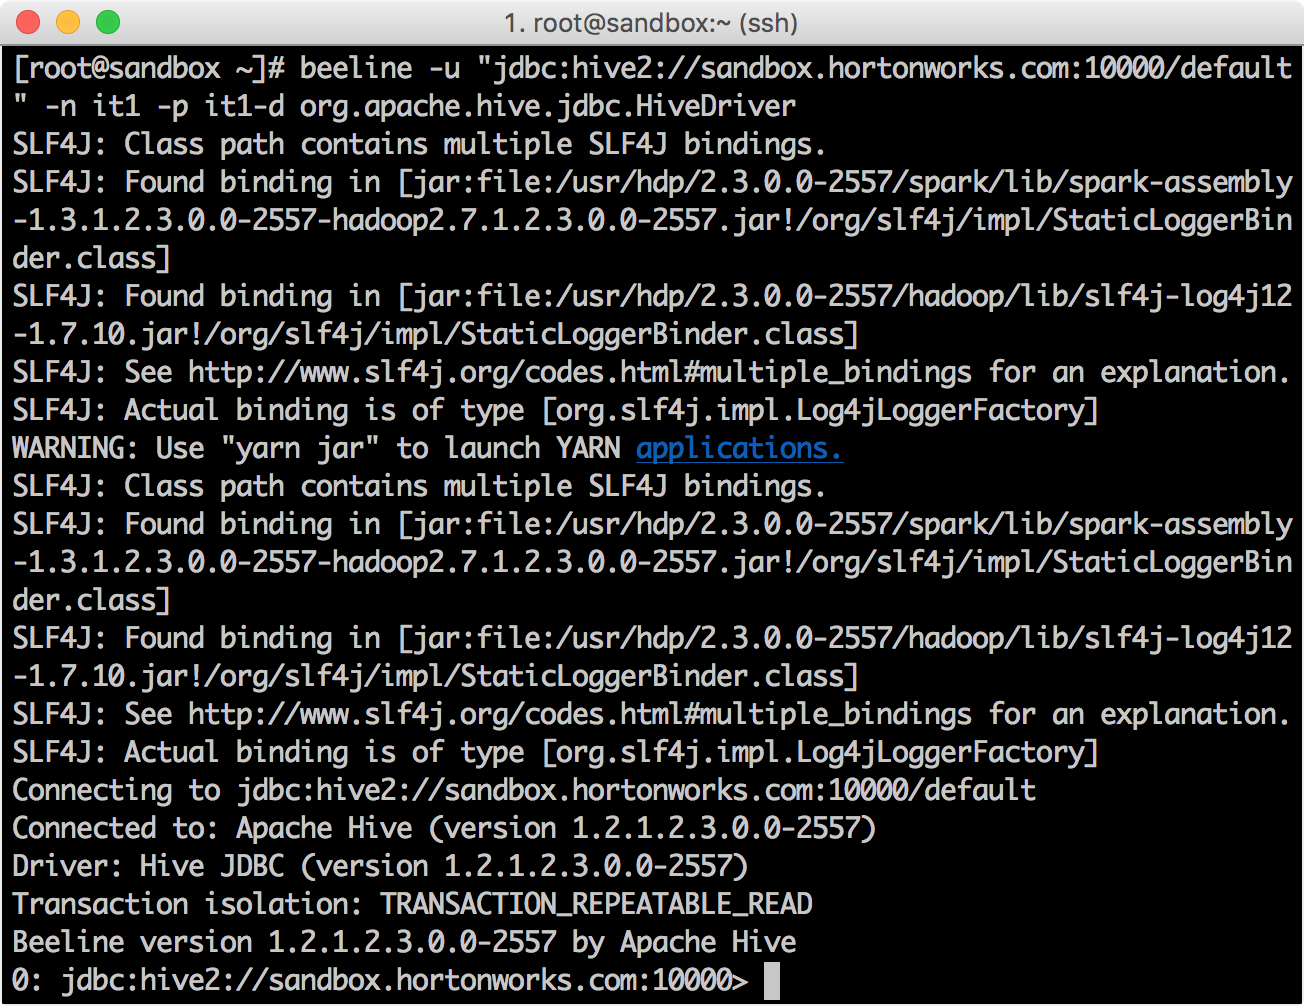 1. root@sandbox:~ (ssh)
[root@sandbox ~]# beeline -u "jdbc:hive2://sandbox.hortonworks.com:10000/default
" -n it1 -p it1-d org.apache.hive.jdbc.HiveDriver
SLF4J: Class path contains multiple SLF4J bindings.
SLF4J: Found binding in [jar:file:/usr/hdp/2.3.0.0-2557/spark/lib/spark-assembly
-1.3.1.2.3.0.0-2557-hadoop2.7.1.2.3.0.0-2557.jar!/org/slf4j/impl/StaticLoggerBin
der.class]
SLF4J: Found binding in [jar:file:/usr/hdp/2.3.0.0-2557/hadoop/lib/slf4j-log4j12
-1.7.10.jar!/org/slf4j/impl/StaticLoggerBinder.class]
SLF4J: See http://www.slf4j.org/codes.html#multiple_bindings for an explanation.
SLF4J: Actual binding is of type [org.slf4j.impl.Log4jLoggerFactory]
WARNING: Use "yarn jar" to launch YARN applications.
SLF4J: Class path contains multiple SLF4J bindings.
SLF4J: Found binding in [jar:file:/usr/hdp/2.3.0.0-2557/spark/lib/spark-assembly
-1.3.1.2.3.0.0-2557-hadoop2.7.1.2.3.0.0-2557.jar!/org/slf4j/impl/StaticLoggerBin
der.class]
SLF4J: Found binding in [jar:file:/usr/hdp/2.3.0.0-2557/hadoop/lib/slf4j-log4j12
-1.7.10.jar!/org/slf4j/impl/StaticLoggerBinder.class]
SLF4J: See http://www.slf4j.org/codes.html#multiple_bindings for an explanation.
SLF4J: Actual binding is of type [org.slf4j.impl.Log4jLoggerFactory]
Connecting to jdbc:hive2://sandbox.hortonworks.com:10000/default
Connected to: Apache Hive (version 1.2.1.2.3.0.0-2557)
Driver: Hive JDBC (version 1.2.1.2.3.0.0-2557)
Transaction isolation: TRANSACTION_REPEATABLE_READ
Beeline version 1.2.1.2.3.0.0-2557 by Apache Hive
0: jdbc:hive2://sandbox.hortonworks.com:10000>